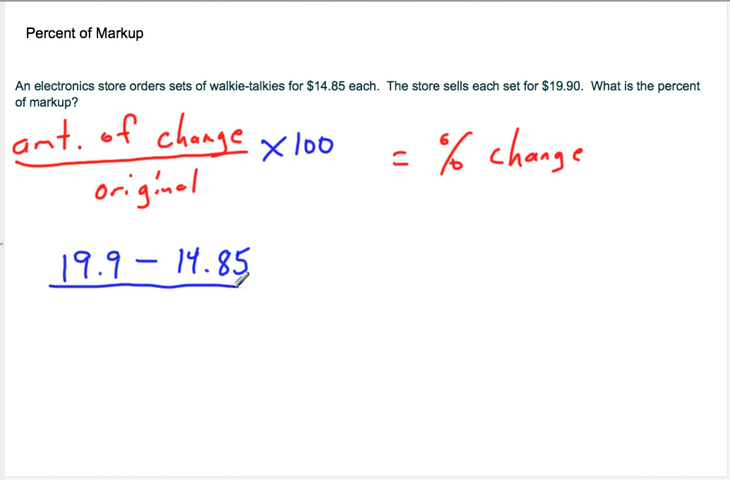 Percent of Markup
An electronics store orders sets of walkie-talkies for $14.85 each. The store sells each set for $19.90. What is the percent
of markup?
amt. of change × 100 = % change
original
19.9 - 14.85